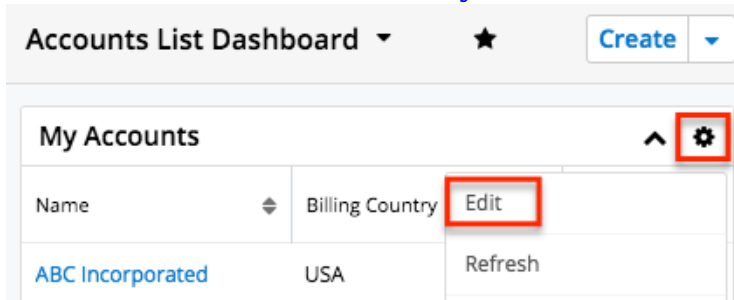 Accounts List Dashboard
Create
My Accounts
Name
Billing Country
Edit
Refresh
ABC Incorporated
USA